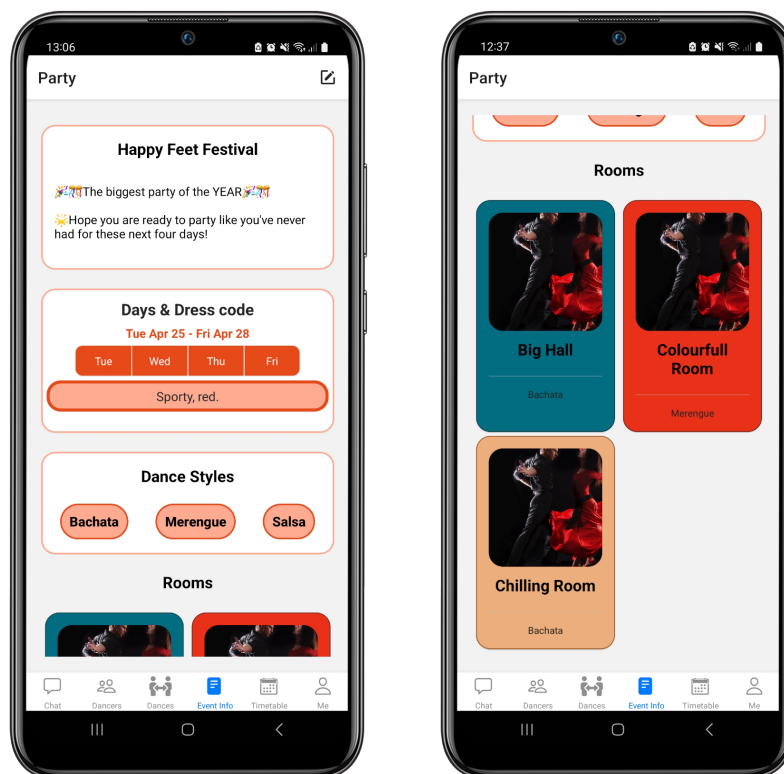 13:06
Party
Happy Feet Festival
🎉🎊The biggest party of the YEAR🎉🎊
🌟Hope you are ready to party like you've never
had for these next four days!
Days & Dress code
Tue Apr 25 - Fri Apr 28
Tue Wed Thu Fri
Sporty, red.
Dance Styles
Bachata Merengue Salsa
Rooms
Chat Dancers Dances Event Info Timetable Me
12:37
Party
Rooms
Big Hall
Bachata
Colourfull
Room
Merengue
Chilling Room
Bachata
Chat Dancers Dances Event Info Timetable Me